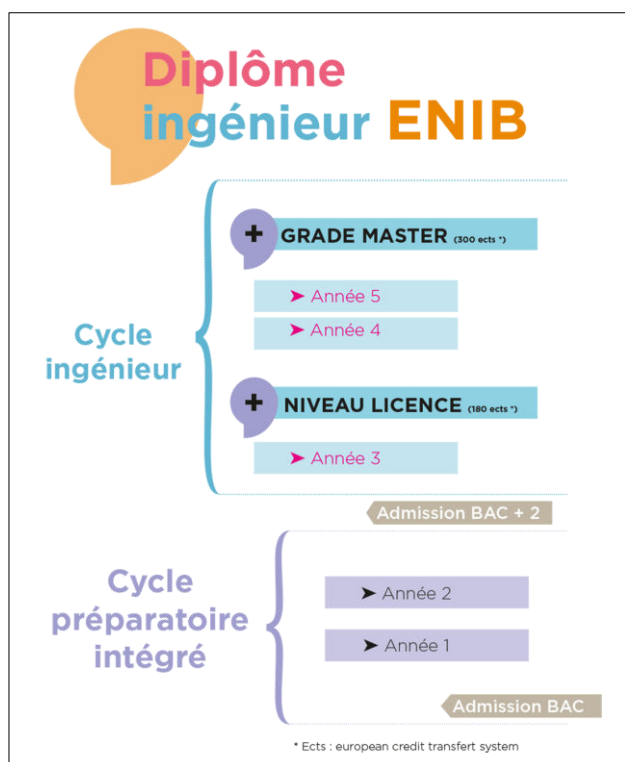 Diplôme
ingénieur ENIB
+ GRADE MASTER (300 ects *)
➤ Année 5
➤ Année 4
Cycle
ingénieur
+ NIVEAU LICENCE (180 ects *)
➤ Année 3
Admission BAC + 2
Cycle
préparatoire
intégré
➤ Année 2
➤ Année 1
Admission BAC
* Ects : european credit transfert system